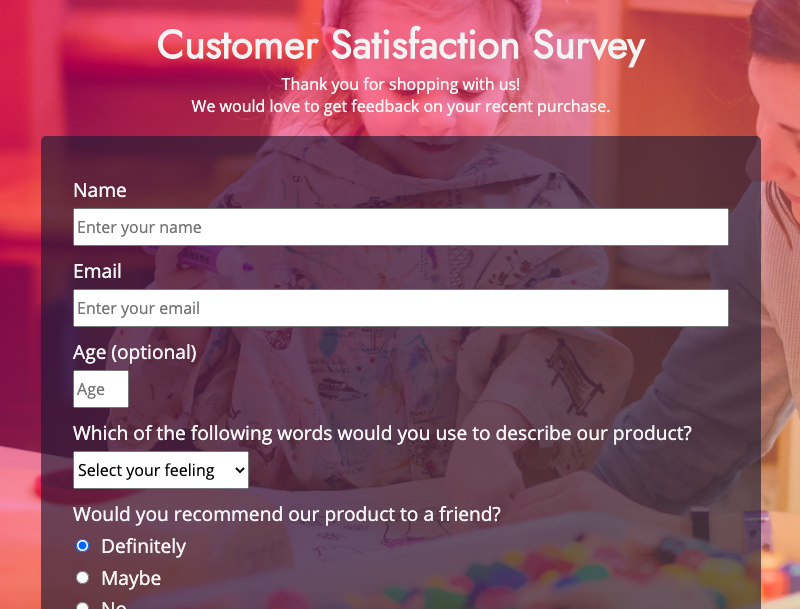 Customer Satisfaction Survey
Thank you for shopping with us!
We would love to get feedback on your recent purchase.
Name
Enter your name
Email
Enter your email
Age (optional)
Age
Which of the following words would you use to describe our product?
Select your feeling
Would you recommend our product to a friend?
Definitely
Maybe
No